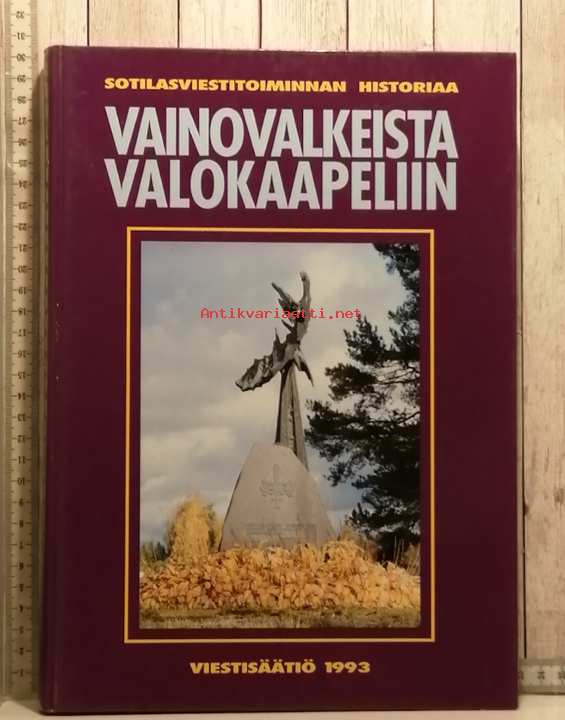 SOTILASVIESTITOIMINNAN HISTORIAA
VAINOVALKEISTA
VALOKAAPELIIN
Antikvariaatti.net
VIESTISÄÄTIÖ 1993